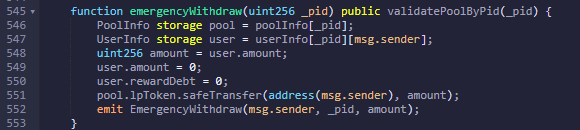 545 function emergencyWithdraw(uint256 _pid) public validatePoolByPid(_pid) {
546 PoolInfo storage pool = poolInfo[_pid];
547 UserInfo storage user = userInfo[_pid][msg.sender];
548 uint256 amount = user.amount;
549 user.amount = 0;
550 user.rewardDebt = 0;
551 pool.lpToken.safeTransfer(address(msg.sender), amount);
552 emit EmergencyWithdraw(msg.sender, _pid, amount);
553 }